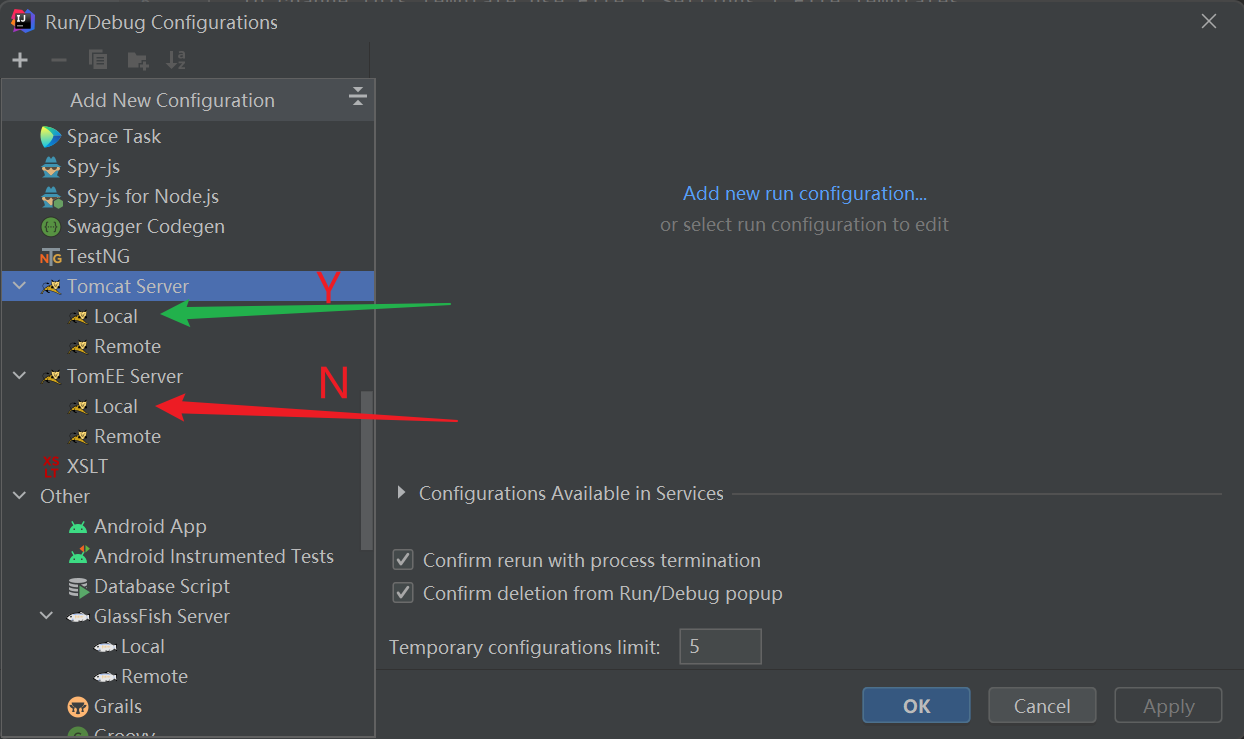 Run/Debug Configurations
Add New Configuration
Space Task
Spy-js
Spy-js for Node.js
Swagger Codegen
TestNG
Tomcat Server
Y
Local
Remote
TomEE Server
N
Local
Remote
XSLT
Other
Android App
Android Instrumented Tests
Database Script
GlassFish Server
Local
Remote
Grails
Groovy
Add new run configuration...
or select run configuration to edit
Configurations Available in Services
Confirm rerun with process termination
Confirm deletion from Run/Debug popup
Temporary configurations limit: 5
OK Cancel Apply